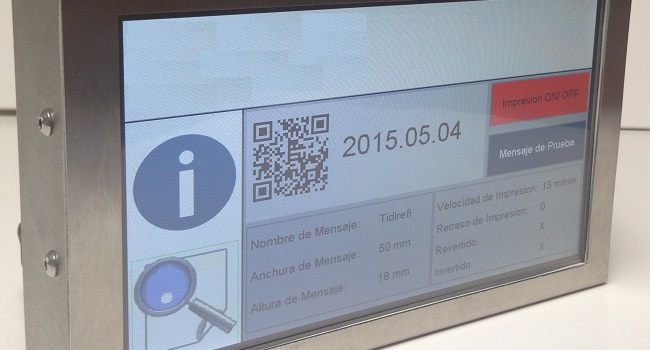 2015.05.04
Impresion ON/ OFF
Mensaje de Prueba
Nombre de Mensaje: Tidirefi
Anchura de Mensaje: 50 mm
Altura de Mensaje: 18 mm
Velocidad de Impresion: 15 m/min
Retraso de Impresion: 0
Revertido: X
Invertido: X